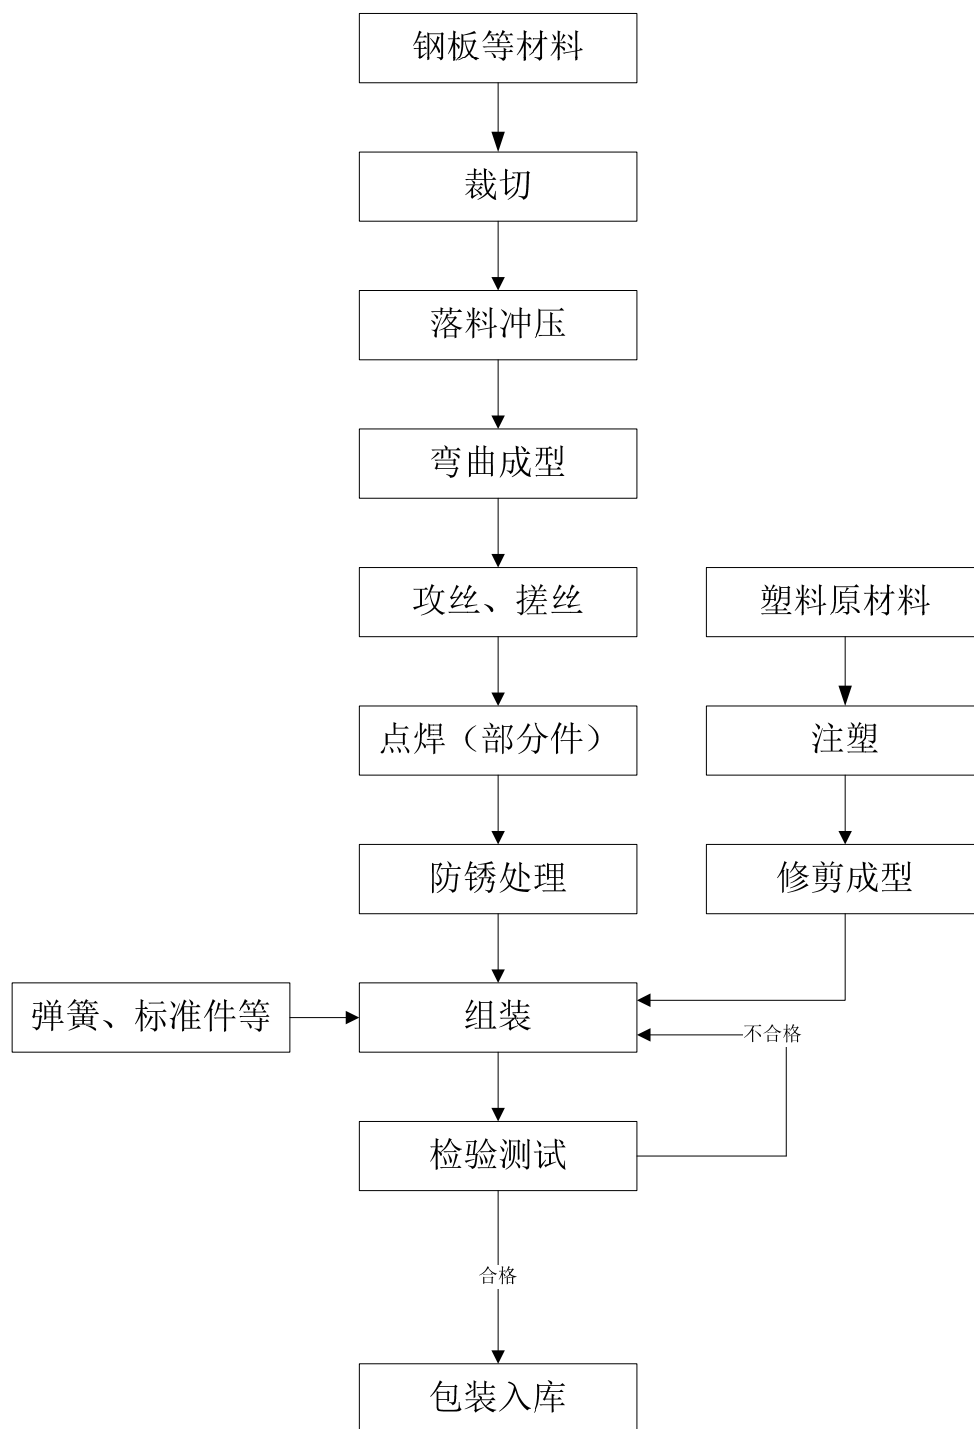 钢板等材料
裁切
落料冲压
弯曲成型
攻丝、搓丝
塑料原材料
点焊（部分件）
注塑
防锈处理
修剪成型
弹簧、标准件等
组装
不合格
检验测试
合格
包装入库